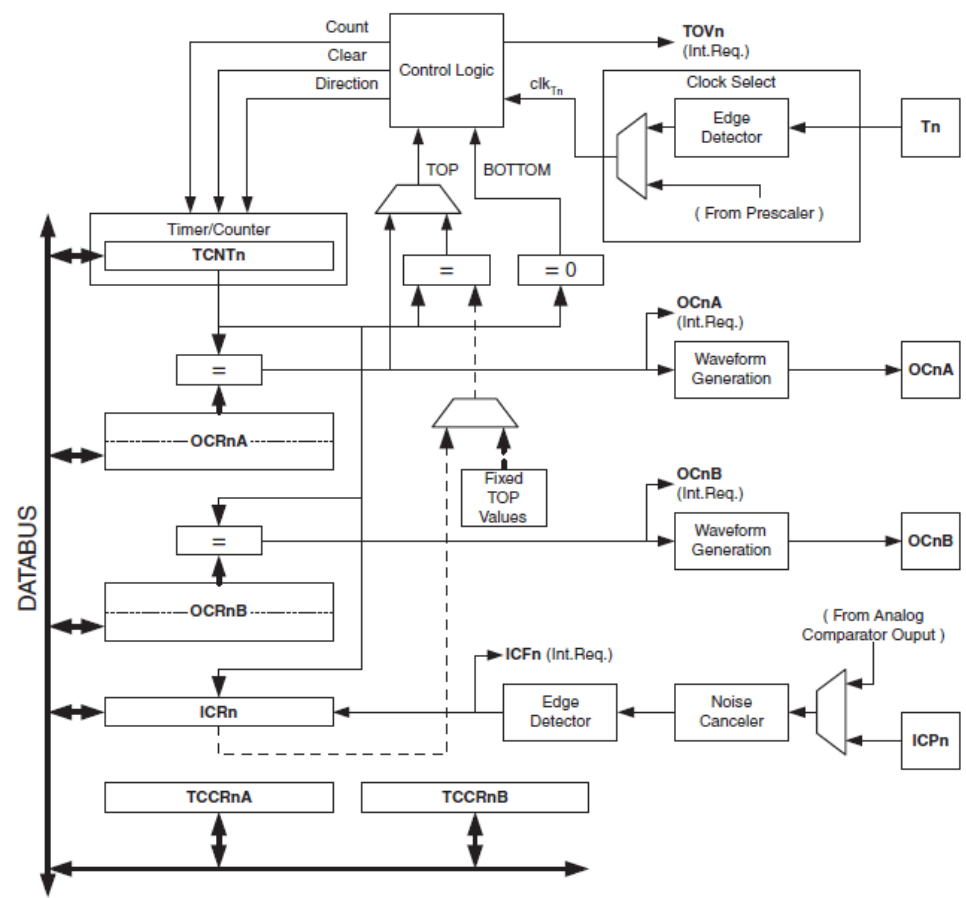 Count
Clear
Direction
Control Logic
TOVn
(Int.Req.)
clkTn
Clock Select
Edge
Detector
Tn
( From Prescaler )
TOP
BOTTOM
Timer/Counter
TCNTn
=
= 0
OCnA
(Int.Req.)
=
Waveform
Generation
OCnA
OCRnA
Fixed
TOP
Values
OCnB
(Int.Req.)
=
Waveform
Generation
OCnB
DATABUS
OCRnB
( From Analog
Comparator Ouput )
ICFn (Int.Req.)
ICRn
Edge
Detector
Noise
Canceler
ICPn
TCCRnA
TCCRnB